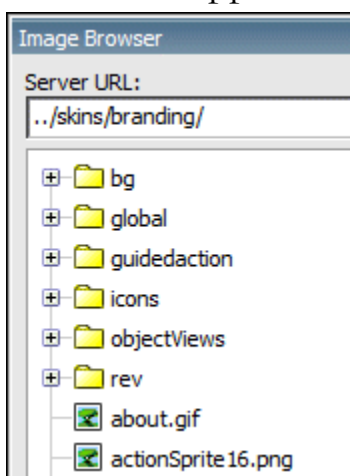 Image Browser
Server URL:
../skins/branding/
bg
global
guidedaction
icons
objectViews
rev
about.gif
actionSprite16.png